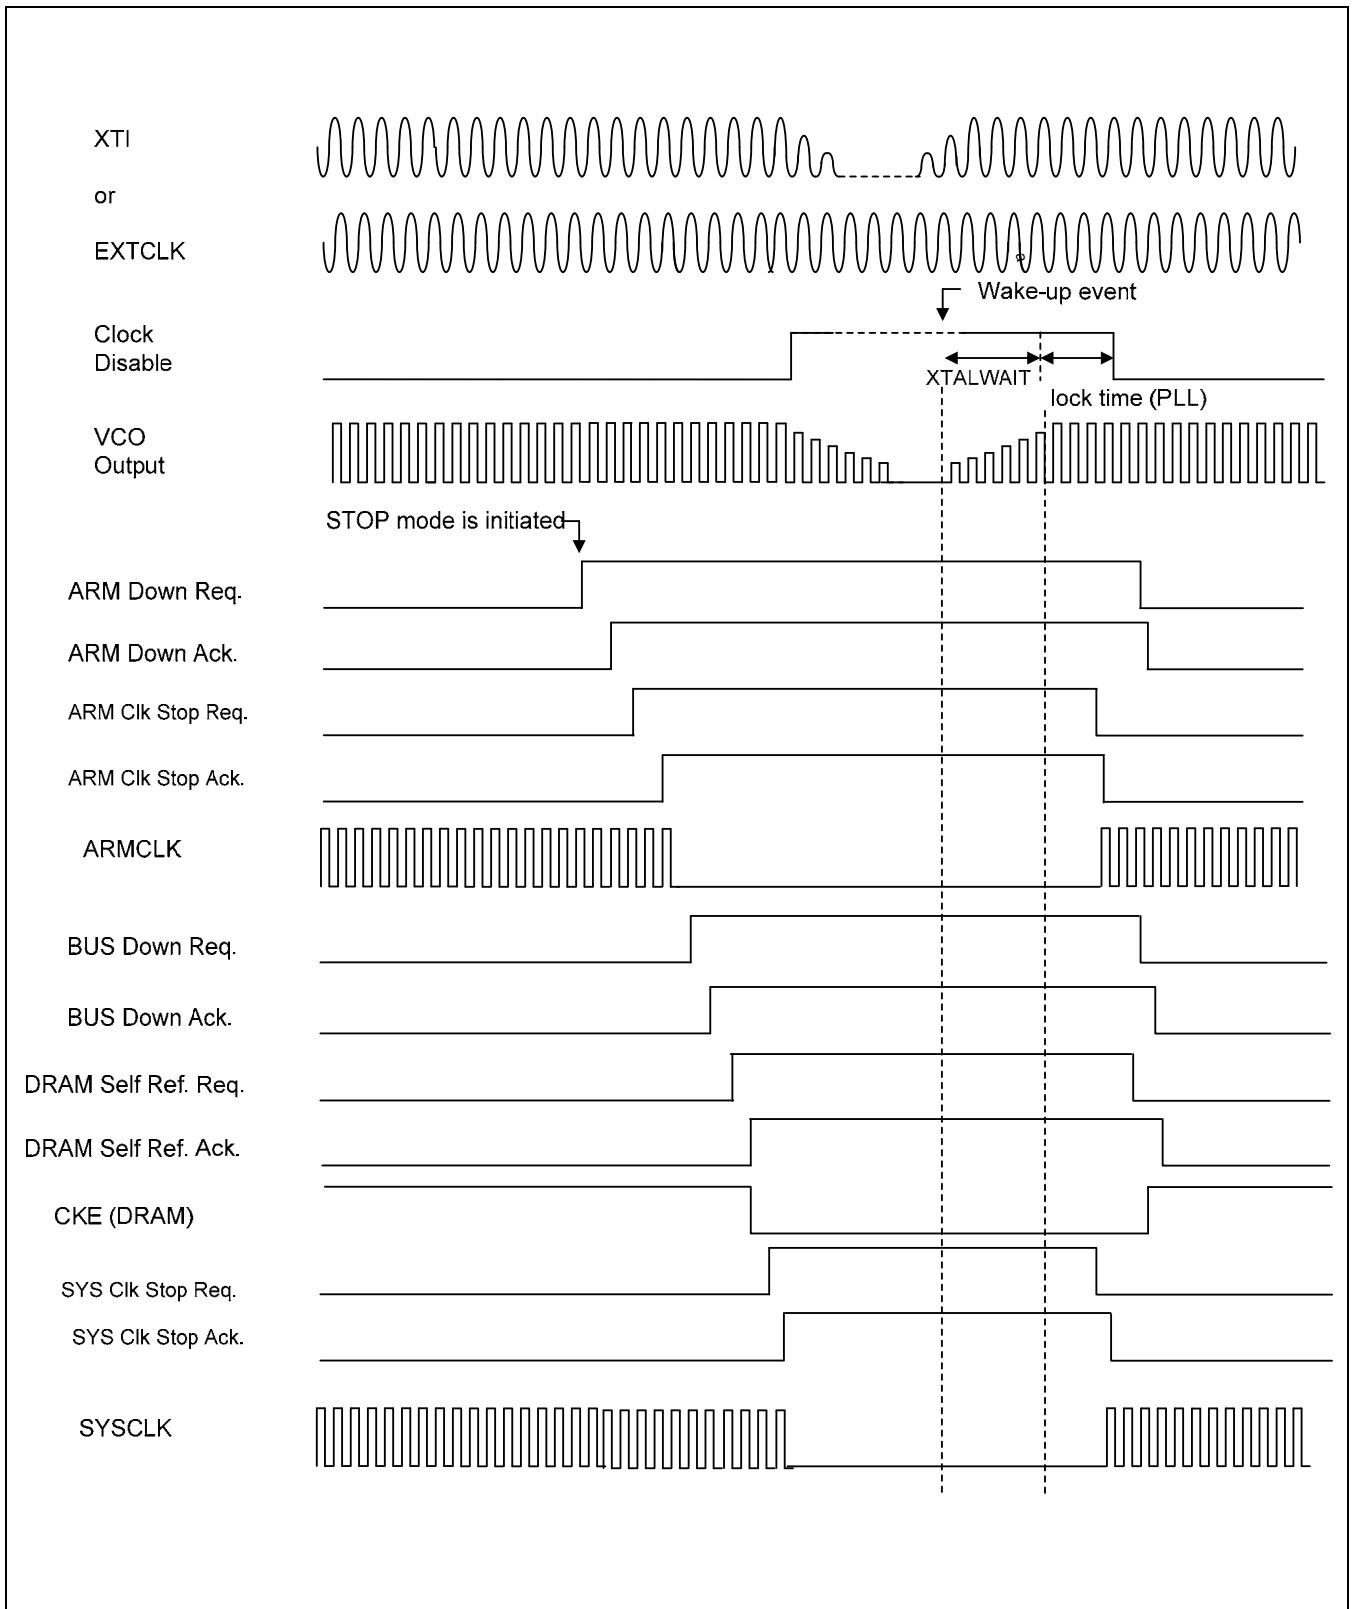 XTI
or
EXTCLK
Wake-up event
Clock
Disable
XTALWAIT
lock time (PLL)
VCO
Output
STOP mode is initiated
ARM Down Req.
ARM Down Ack.
ARM Clk Stop Req.
ARM Clk Stop Ack.
ARMCLK
BUS Down Req.
BUS Down Ack.
DRAM Self Ref. Req.
DRAM Self Ref. Ack.
CKE (DRAM)
SYS Clk Stop Req.
SYS Clk Stop Ack.
SYSCLK